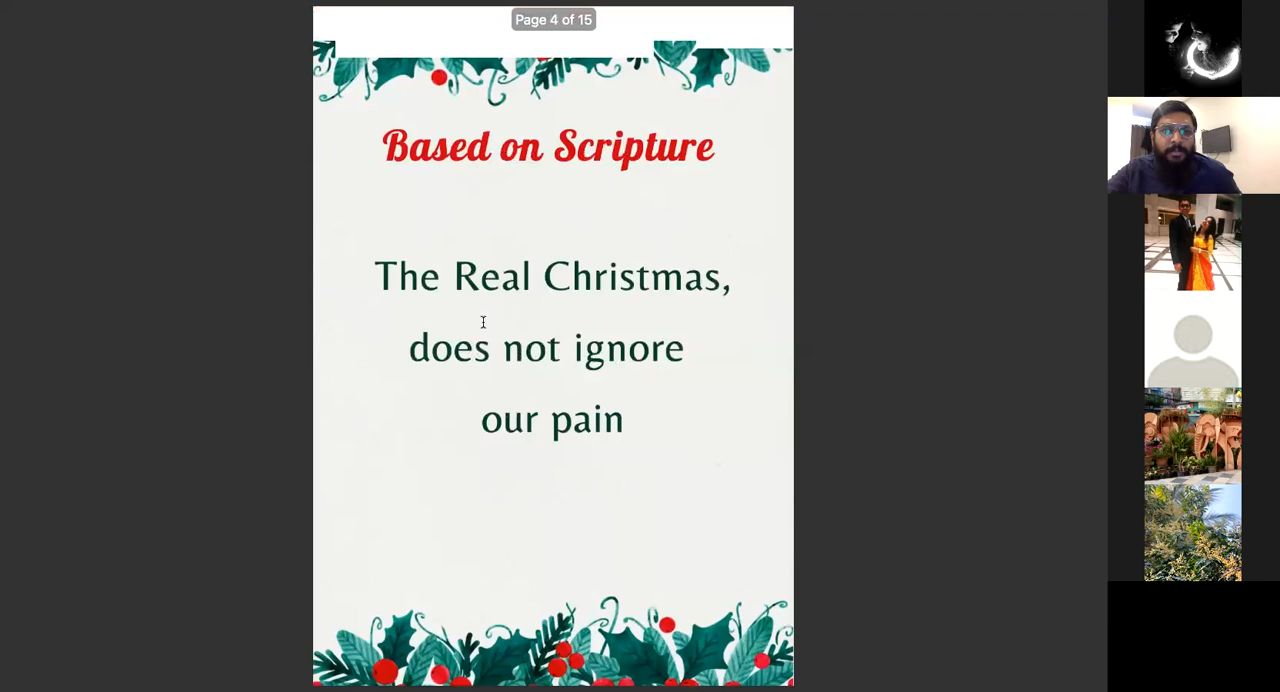 Page 4 of 15
Based on Scripture
The Real Christmas,
does not ignore
our pain